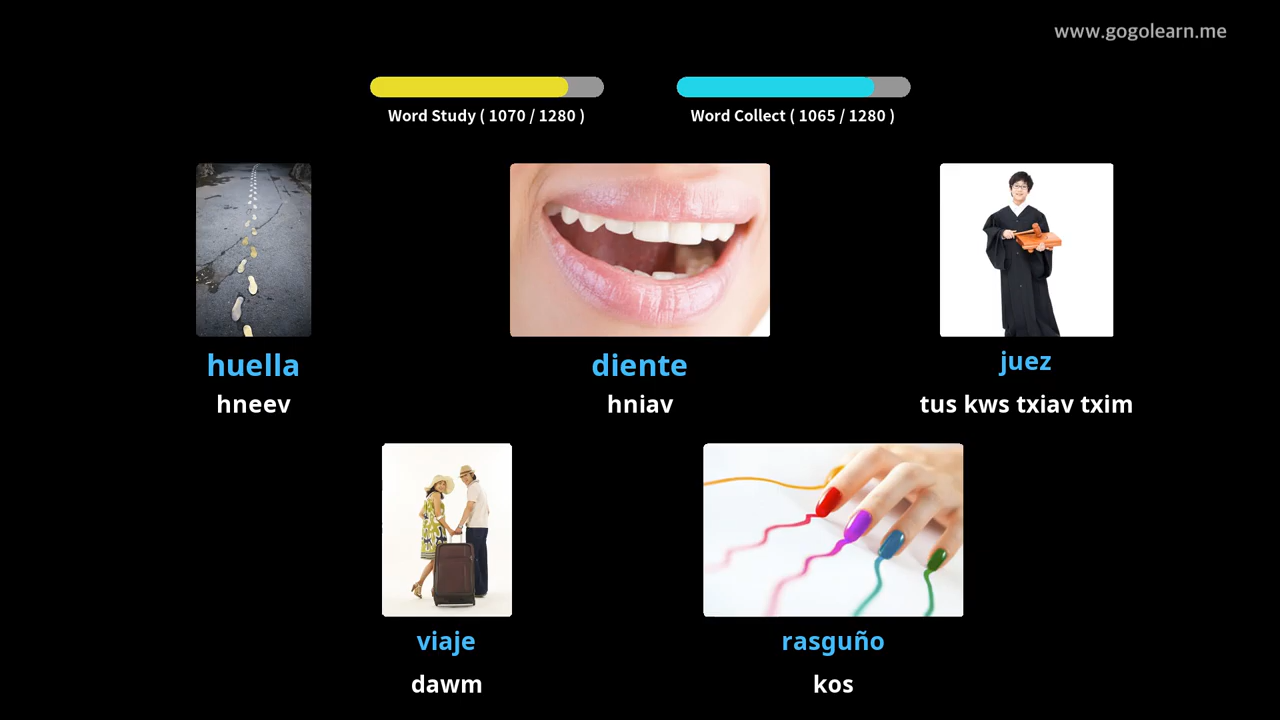 www.gogolearn.me
Word Study ( 1070 / 1280 )
Word Collect ( 1065 / 1280 )
huella
hneev
diente
hniav
juez
tus kws txiav txim
viaje
dawm
rasguño
kos